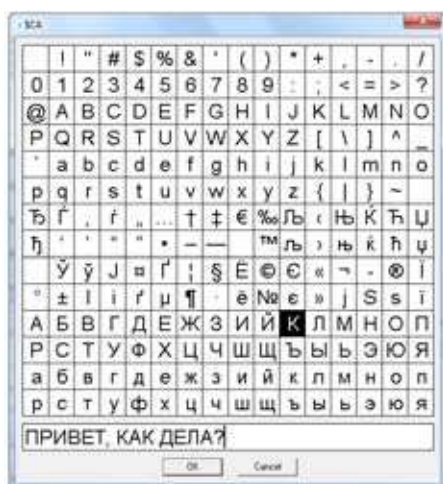 SCA
! " # $ % & ' ( ) * + , - . /
0 1 2 3 4 5 6 7 8 9 : ; < = > ?
@ A B C D E F G H I J K L M N O
P Q R S T U V W X Y Z [ \ ] ^ _
` a b c d e f g h i j k l m n o
p q r s t u v w x y z { | } ~
Ђ Ѓ ‚ ѓ „ … † ‡ € ‰ Љ ‹ Њ Ќ Ћ Џ
ђ ‘ ’ “ ” • – — ™ љ › њ ќ ћ џ
Ў ў Ј ¤ Ґ ¦ § Ё © Є « ¬ - ® Ї
° ± І і ґ µ ¶ · ё № є » ј Ѕ ѕ ї
А Б В Г Д Е Ж З И Й К Л М Н О П
Р С Т У Ф Х Ц Ч Ш Щ Ъ Ы Ь Э Ю Я
а б в г д е ж з и й к л м н о п
р с т у ф х ц ч ш щ ъ ы ь э ю я
ПРИВЕТ, КАК ДЕЛА?
OK Cancel